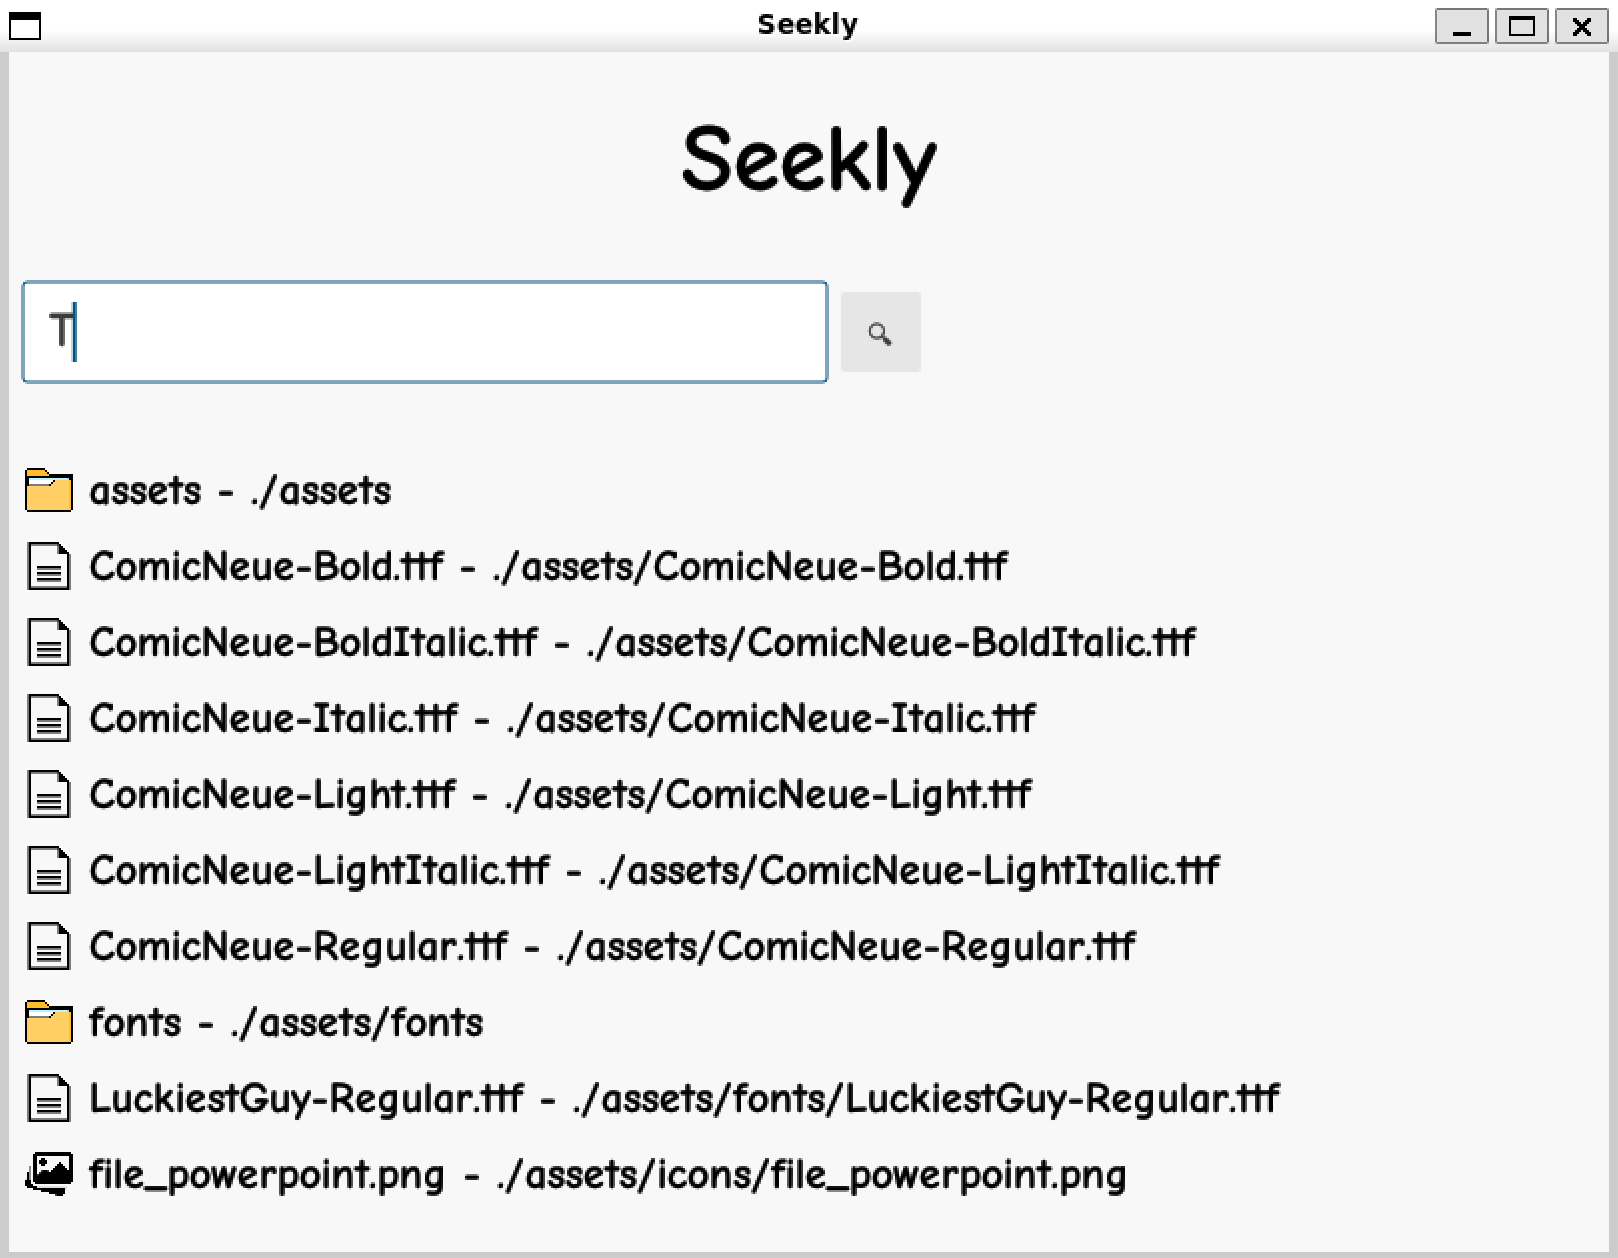 Seekly
Seekly
T
assets - ./assets
ComicNeue-Bold.ttf - ./assets/ComicNeue-Bold.ttf
ComicNeue-BoldItalic.ttf - ./assets/ComicNeue-BoldItalic.ttf
ComicNeue-Italic.ttf - ./assets/ComicNeue-Italic.ttf
ComicNeue-Light.ttf - ./assets/ComicNeue-Light.ttf
ComicNeue-LightItalic.ttf - ./assets/ComicNeue-LightItalic.ttf
ComicNeue-Regular.ttf - ./assets/ComicNeue-Regular.ttf
fonts - ./assets/fonts
LuckiestGuy-Regular.ttf - ./assets/fonts/LuckiestGuy-Regular.ttf
file_powerpoint.png - ./assets/icons/file_powerpoint.png